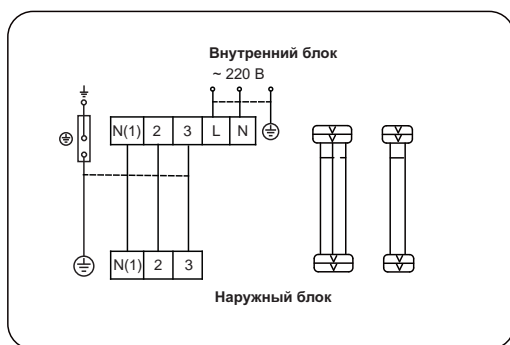 Внутренний блок
~ 220 В
N(1) 2 3 L N
N(1) 2 3
Наружный блок